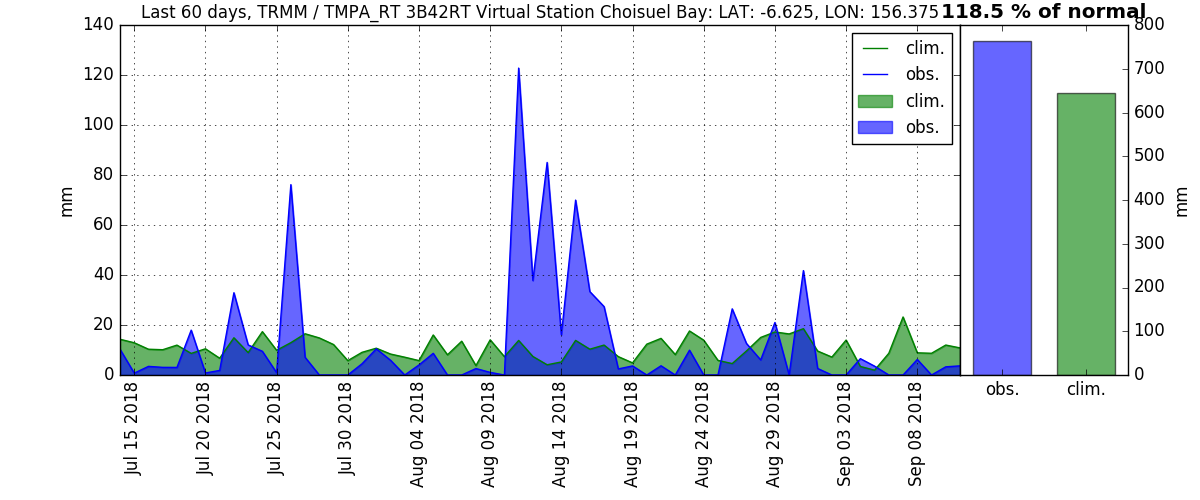 Last 60 days, TRMM / TMPA_RT 3B42RT Virtual Station Choisuel Bay: LAT: -6.625, LON: 156.375
118.5 % of normal
140
120
100
80
60
40
20
0
mm
clim.
obs.
clim.
obs.
800
700
600
500
400
300
200
100
0
mm
Jul 15 2018
Jul 20 2018
Jul 25 2018
Jul 30 2018
Aug 04 2018
Aug 09 2018
Aug 14 2018
Aug 19 2018
Aug 24 2018
Aug 29 2018
Sep 03 2018
Sep 08 2018
obs.
clim.